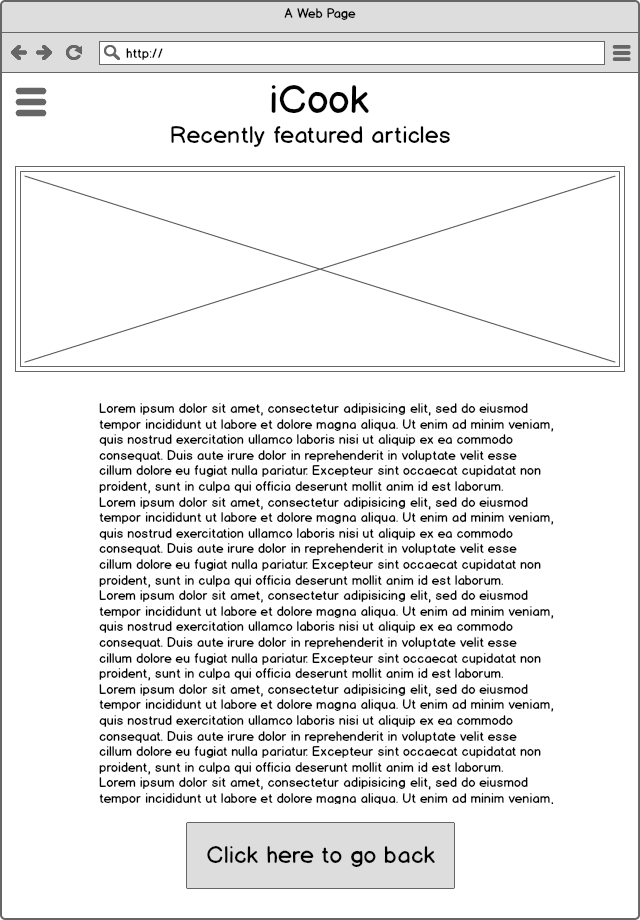 A Web Page
http://
iCook
Recently featured articles
Lorem ipsum dolor sit amet, consectetur adipisicing elit, sed do eiusmod
tempor incididunt ut labore et dolore magna aliqua. Ut enim ad minim veniam,
quis nostrud exercitation ullamco laboris nisi ut aliquip ex ea commodo
consequat. Duis aute irure dolor in reprehenderit in voluptate velit esse
cillum dolore eu fugiat nulla pariatur. Excepteur sint occaecat cupidatat non
proident, sunt in culpa qui officia deserunt mollit anim id est laborum.
Lorem ipsum dolor sit amet, consectetur adipisicing elit, sed do eiusmod
tempor incididunt ut labore et dolore magna aliqua. Ut enim ad minim veniam,
quis nostrud exercitation ullamco laboris nisi ut aliquip ex ea commodo
consequat. Duis aute irure dolor in reprehenderit in voluptate velit esse
cillum dolore eu fugiat nulla pariatur. Excepteur sint occaecat cupidatat non
proident, sunt in culpa qui officia deserunt mollit anim id est laborum.
Lorem ipsum dolor sit amet, consectetur adipisicing elit, sed do eiusmod
tempor incididunt ut labore et dolore magna aliqua. Ut enim ad minim veniam,
quis nostrud exercitation ullamco laboris nisi ut aliquip ex ea commodo
consequat. Duis aute irure dolor in reprehenderit in voluptate velit esse
cillum dolore eu fugiat nulla pariatur. Excepteur sint occaecat cupidatat non
proident, sunt in culpa qui officia deserunt mollit anim id est laborum.
Lorem ipsum dolor sit amet, consectetur adipisicing elit, sed do eiusmod
tempor incididunt ut labore et dolore magna aliqua. Ut enim ad minim veniam,
quis nostrud exercitation ullamco laboris nisi ut aliquip ex ea commodo
consequat. Duis aute irure dolor in reprehenderit in voluptate velit esse
cillum dolore eu fugiat nulla pariatur. Excepteur sint occaecat cupidatat non
proident, sunt in culpa qui officia deserunt mollit anim id est laborum.
Lorem ipsum dolor sit amet, consectetur adipisicing elit, sed do eiusmod
tempor incididunt ut labore et dolore magna aliqua. Ut enim ad minim veniam,
Click here to go back